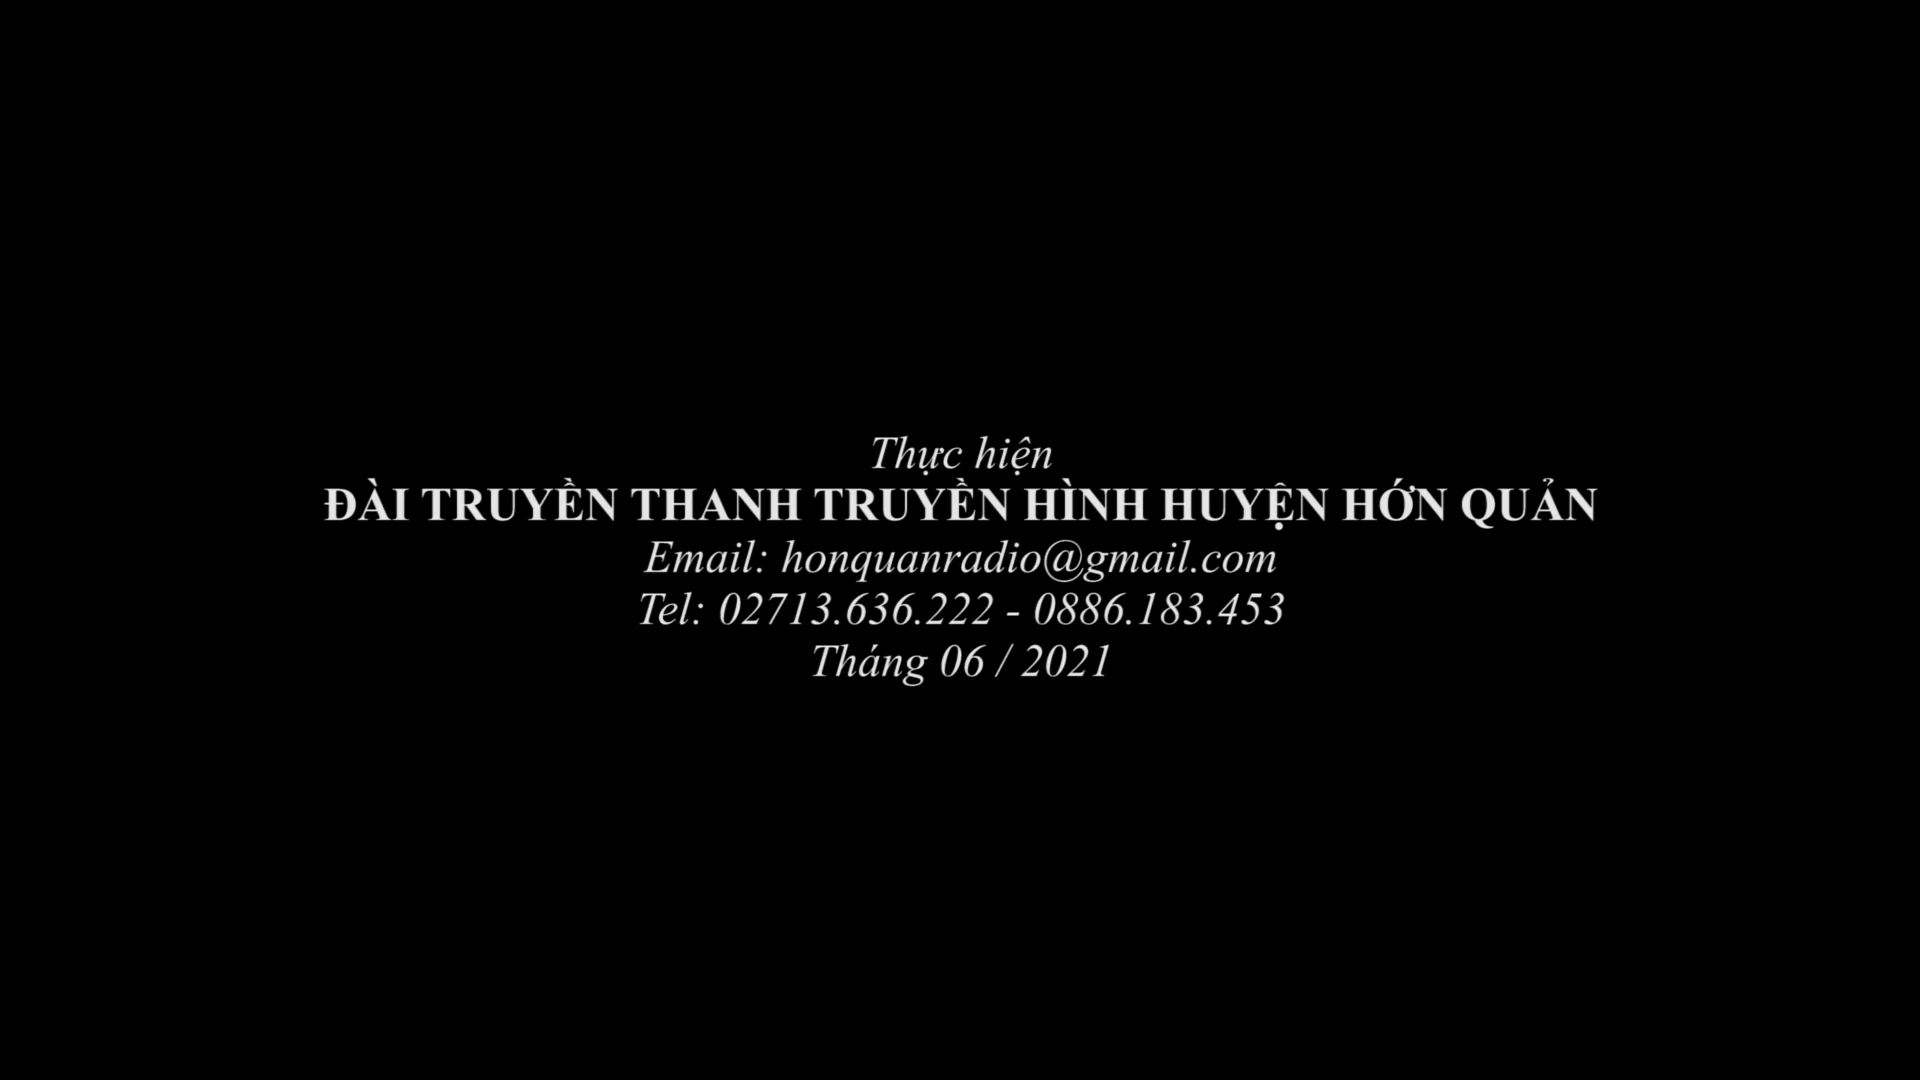 Thực hiện
ĐÀI TRUYỀN THANH TRUYỀN HÌNH HUYỆN HỚN QUẢN
Email: honquanradio@gmail.com
Tel: 02713.636.222 - 0886.183.453
Tháng 06 / 2021